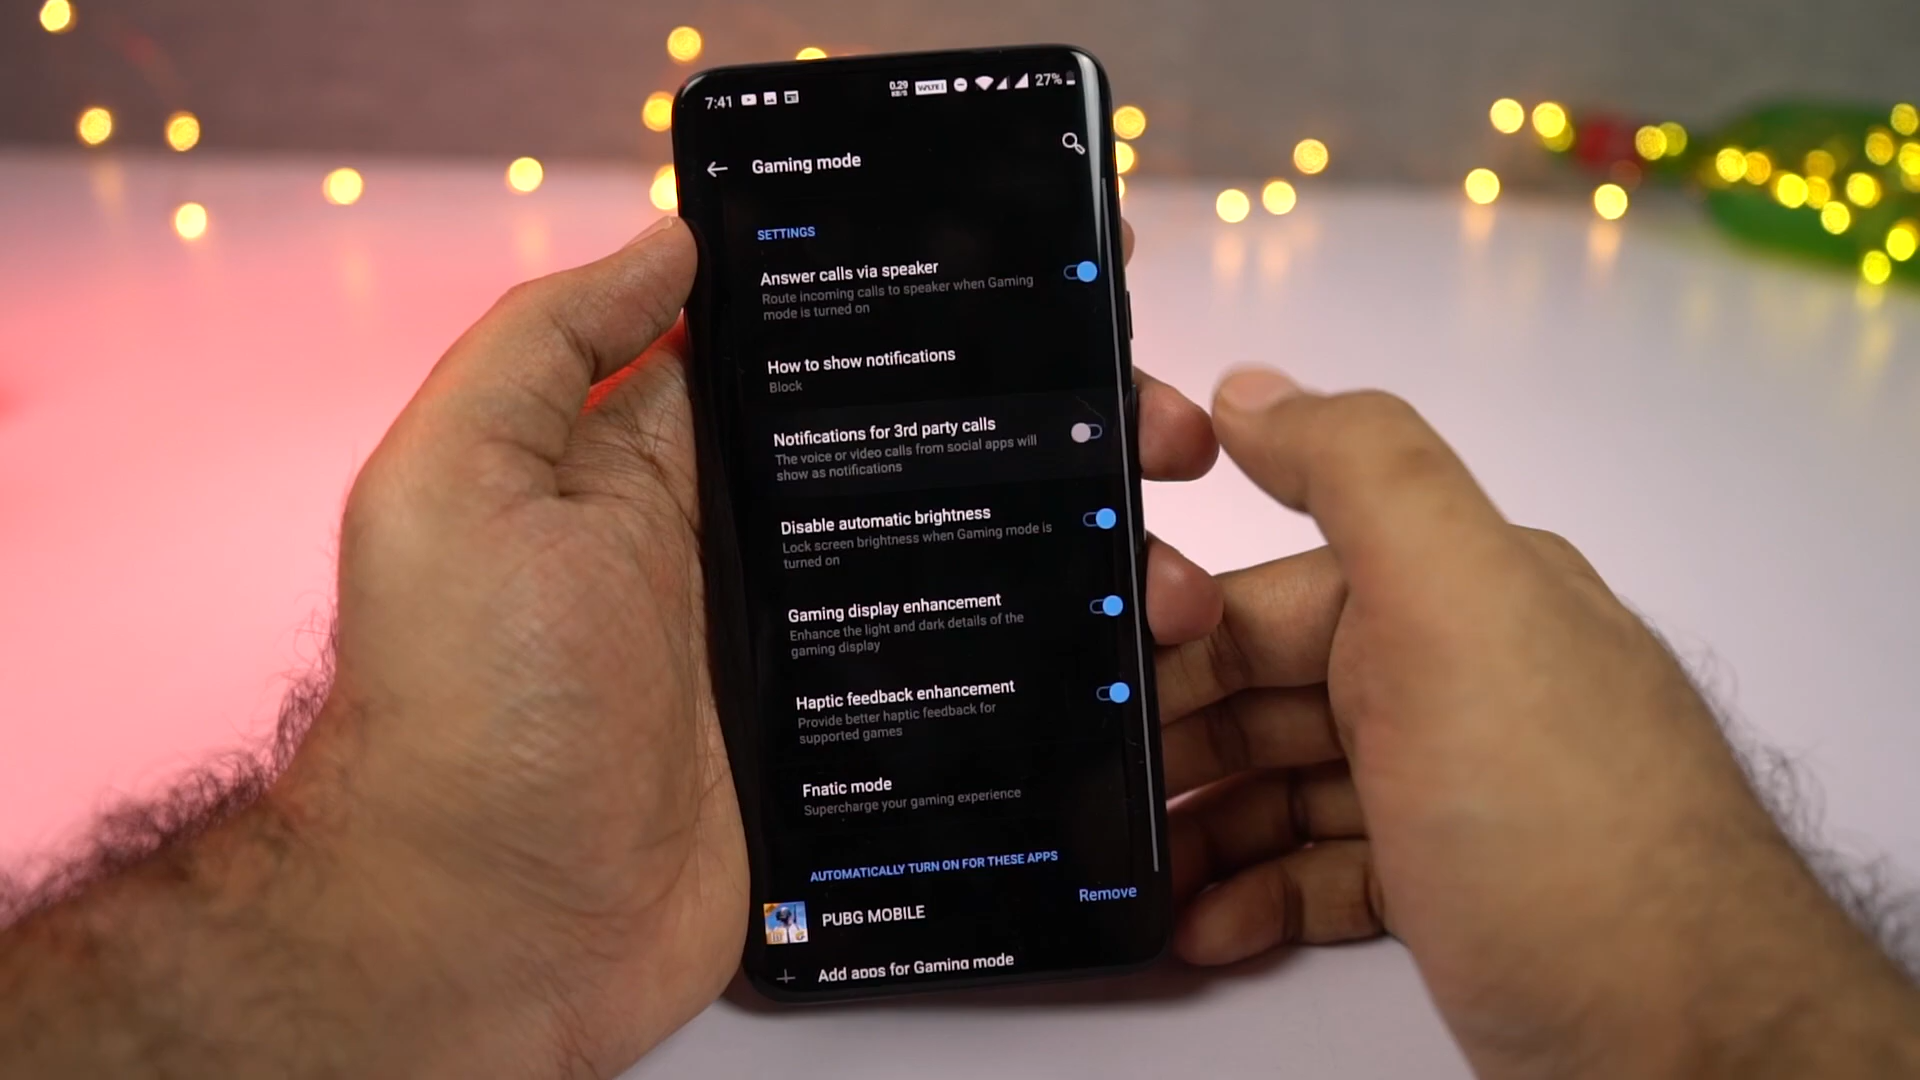 7:41 0.29 KB/S VoLTE 27%
Gaming mode
SETTINGS
Answer calls via speaker
Route incoming calls to speaker when Gaming
mode is turned on
How to show notifications
Block
Notifications for 3rd party calls
The voice or video calls from social apps will
show as notifications
Disable automatic brightness
Lock screen brightness when Gaming mode is
turned on
Gaming display enhancement
Enhance the light and dark details of the
gaming display
Haptic feedback enhancement
Provide better haptic feedback for
supported games
Fnatic mode
Supercharge your gaming experience
AUTOMATICALLY TURN ON FOR THESE APPS
PUBG MOBILE Remove
Add apps for Gaming mode